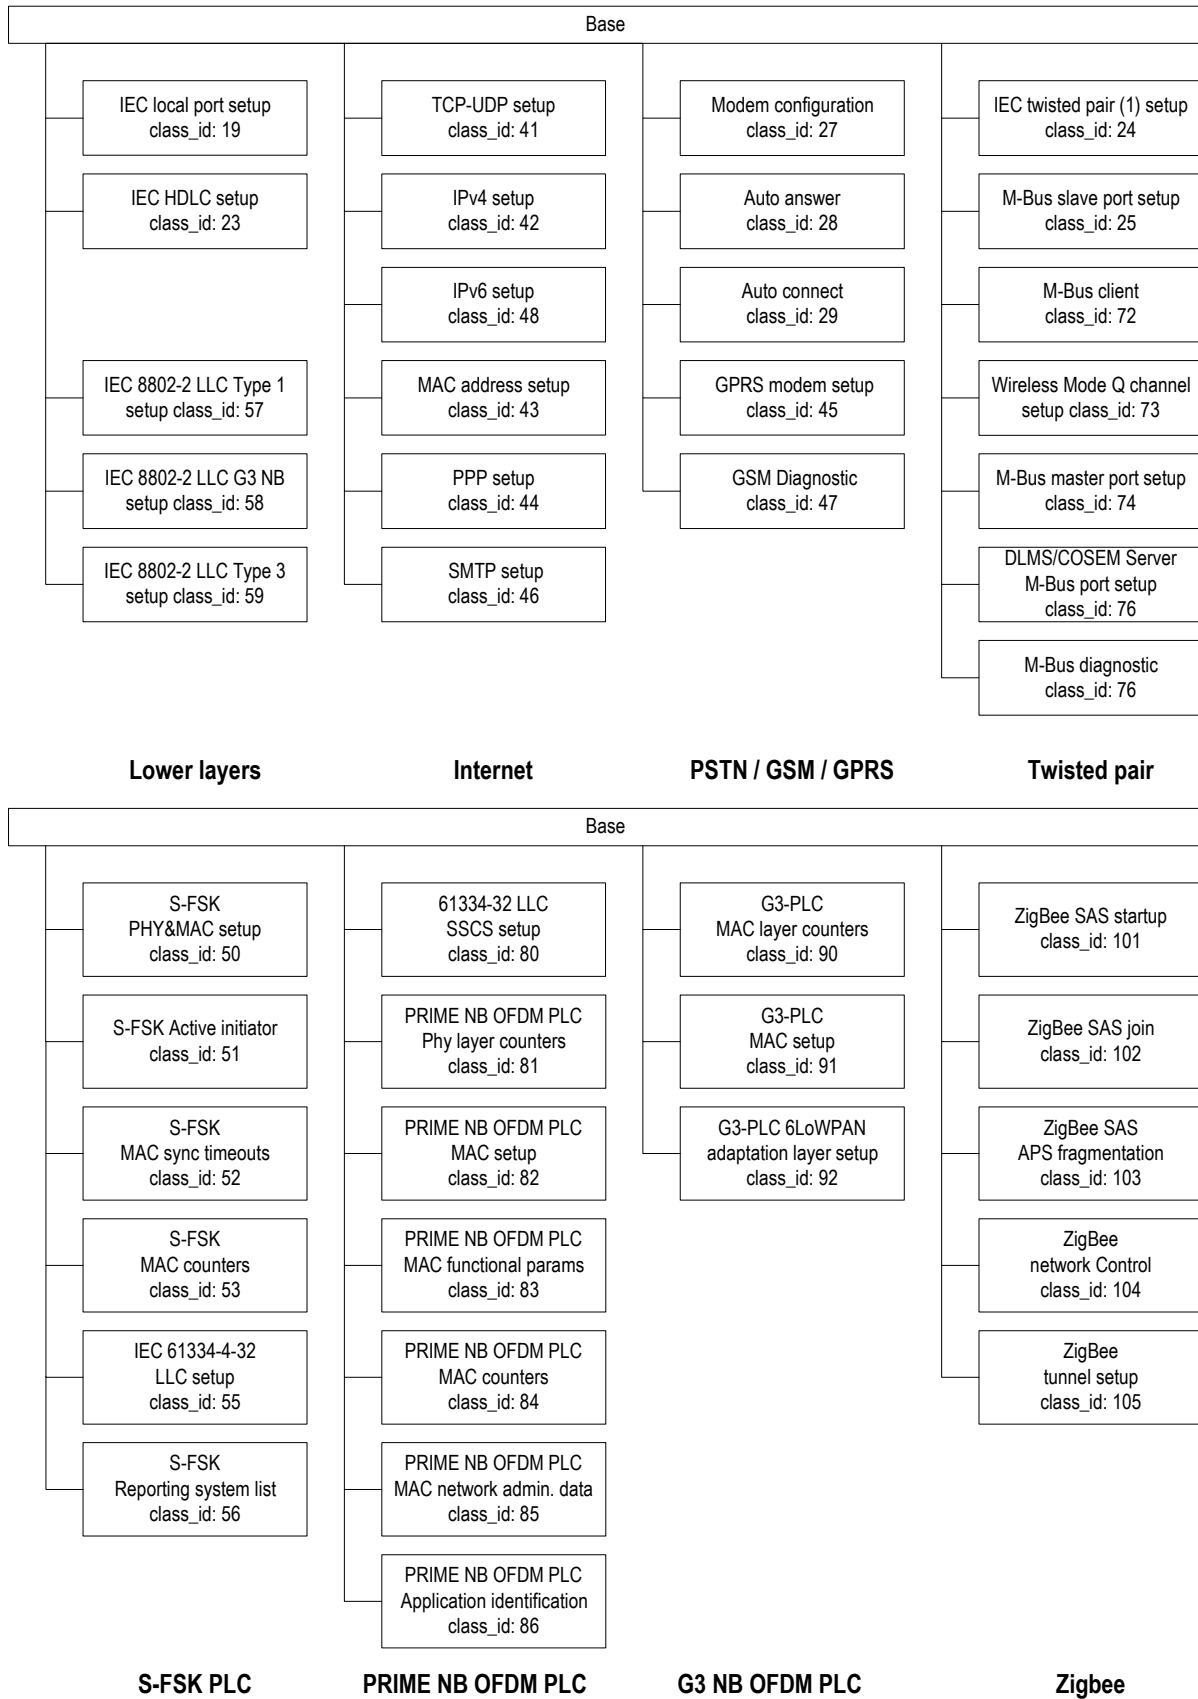 Base
IEC local port setup
class_id: 19
IEC HDLC setup
class_id: 23
IEC 8802-2 LLC Type 1
setup class_id: 57
IEC 8802-2 LLC G3 NB
setup class_id: 58
IEC 8802-2 LLC Type 3
setup class_id: 59
Lower layers
TCP-UDP setup
class_id: 41
IPv4 setup
class_id: 42
IPv6 setup
class_id: 48
MAC address setup
class_id: 43
PPP setup
class_id: 44
SMTP setup
class_id: 46
Internet
Modem configuration
class_id: 27
Auto answer
class_id: 28
Auto connect
class_id: 29
GPRS modem setup
class_id: 45
GSM Diagnostic
class_id: 47
PSTN / GSM / GPRS
IEC twisted pair (1) setup
class_id: 24
M-Bus slave port setup
class_id: 25
M-Bus client
class_id: 72
Wireless Mode Q channel
setup class_id: 73
M-Bus master port setup
class_id: 74
DLMS/COSEM Server
M-Bus port setup
class_id: 76
M-Bus diagnostic
class_id: 76
Twisted pair
Base
S-FSK
PHY&MAC setup
class_id: 50
S-FSK Active initiator
class_id: 51
S-FSK
MAC sync timeouts
class_id: 52
S-FSK
MAC counters
class_id: 53
IEC 61334-4-32
LLC setup
class_id: 55
S-FSK
Reporting system list
class_id: 56
S-FSK PLC
61334-32 LLC
SSCS setup
class_id: 80
PRIME NB OFDM PLC
Phy layer counters
class_id: 81
PRIME NB OFDM PLC
MAC setup
class_id: 82
PRIME NB OFDM PLC
MAC functional params
class_id: 83
PRIME NB OFDM PLC
MAC counters
class_id: 84
PRIME NB OFDM PLC
MAC network admin. data
class_id: 85
PRIME NB OFDM PLC
Application identification
class_id: 86
PRIME NB OFDM PLC
G3-PLC
MAC layer counters
class_id: 90
G3-PLC
MAC setup
class_id: 91
G3-PLC 6LoWPAN
adaptation layer setup
class_id: 92
G3 NB OFDM PLC
ZigBee SAS startup
class_id: 101
ZigBee SAS join
class_id: 102
ZigBee SAS
APS fragmentation
class_id: 103
ZigBee
network Control
class_id: 104
ZigBee
tunnel setup
class_id: 105
Zigbee